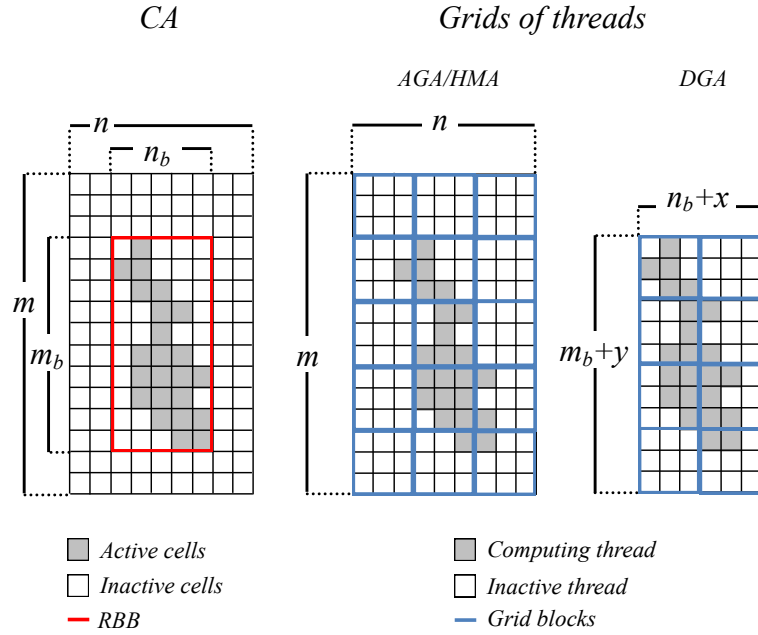 CA
Grids of threads
AGA/HMA
DGA
n
n_b
n
n_b+x
m
m_b
m
m_b+y
Active cells
Inactive cells
RBB
Computing thread
Inactive thread
Grid blocks